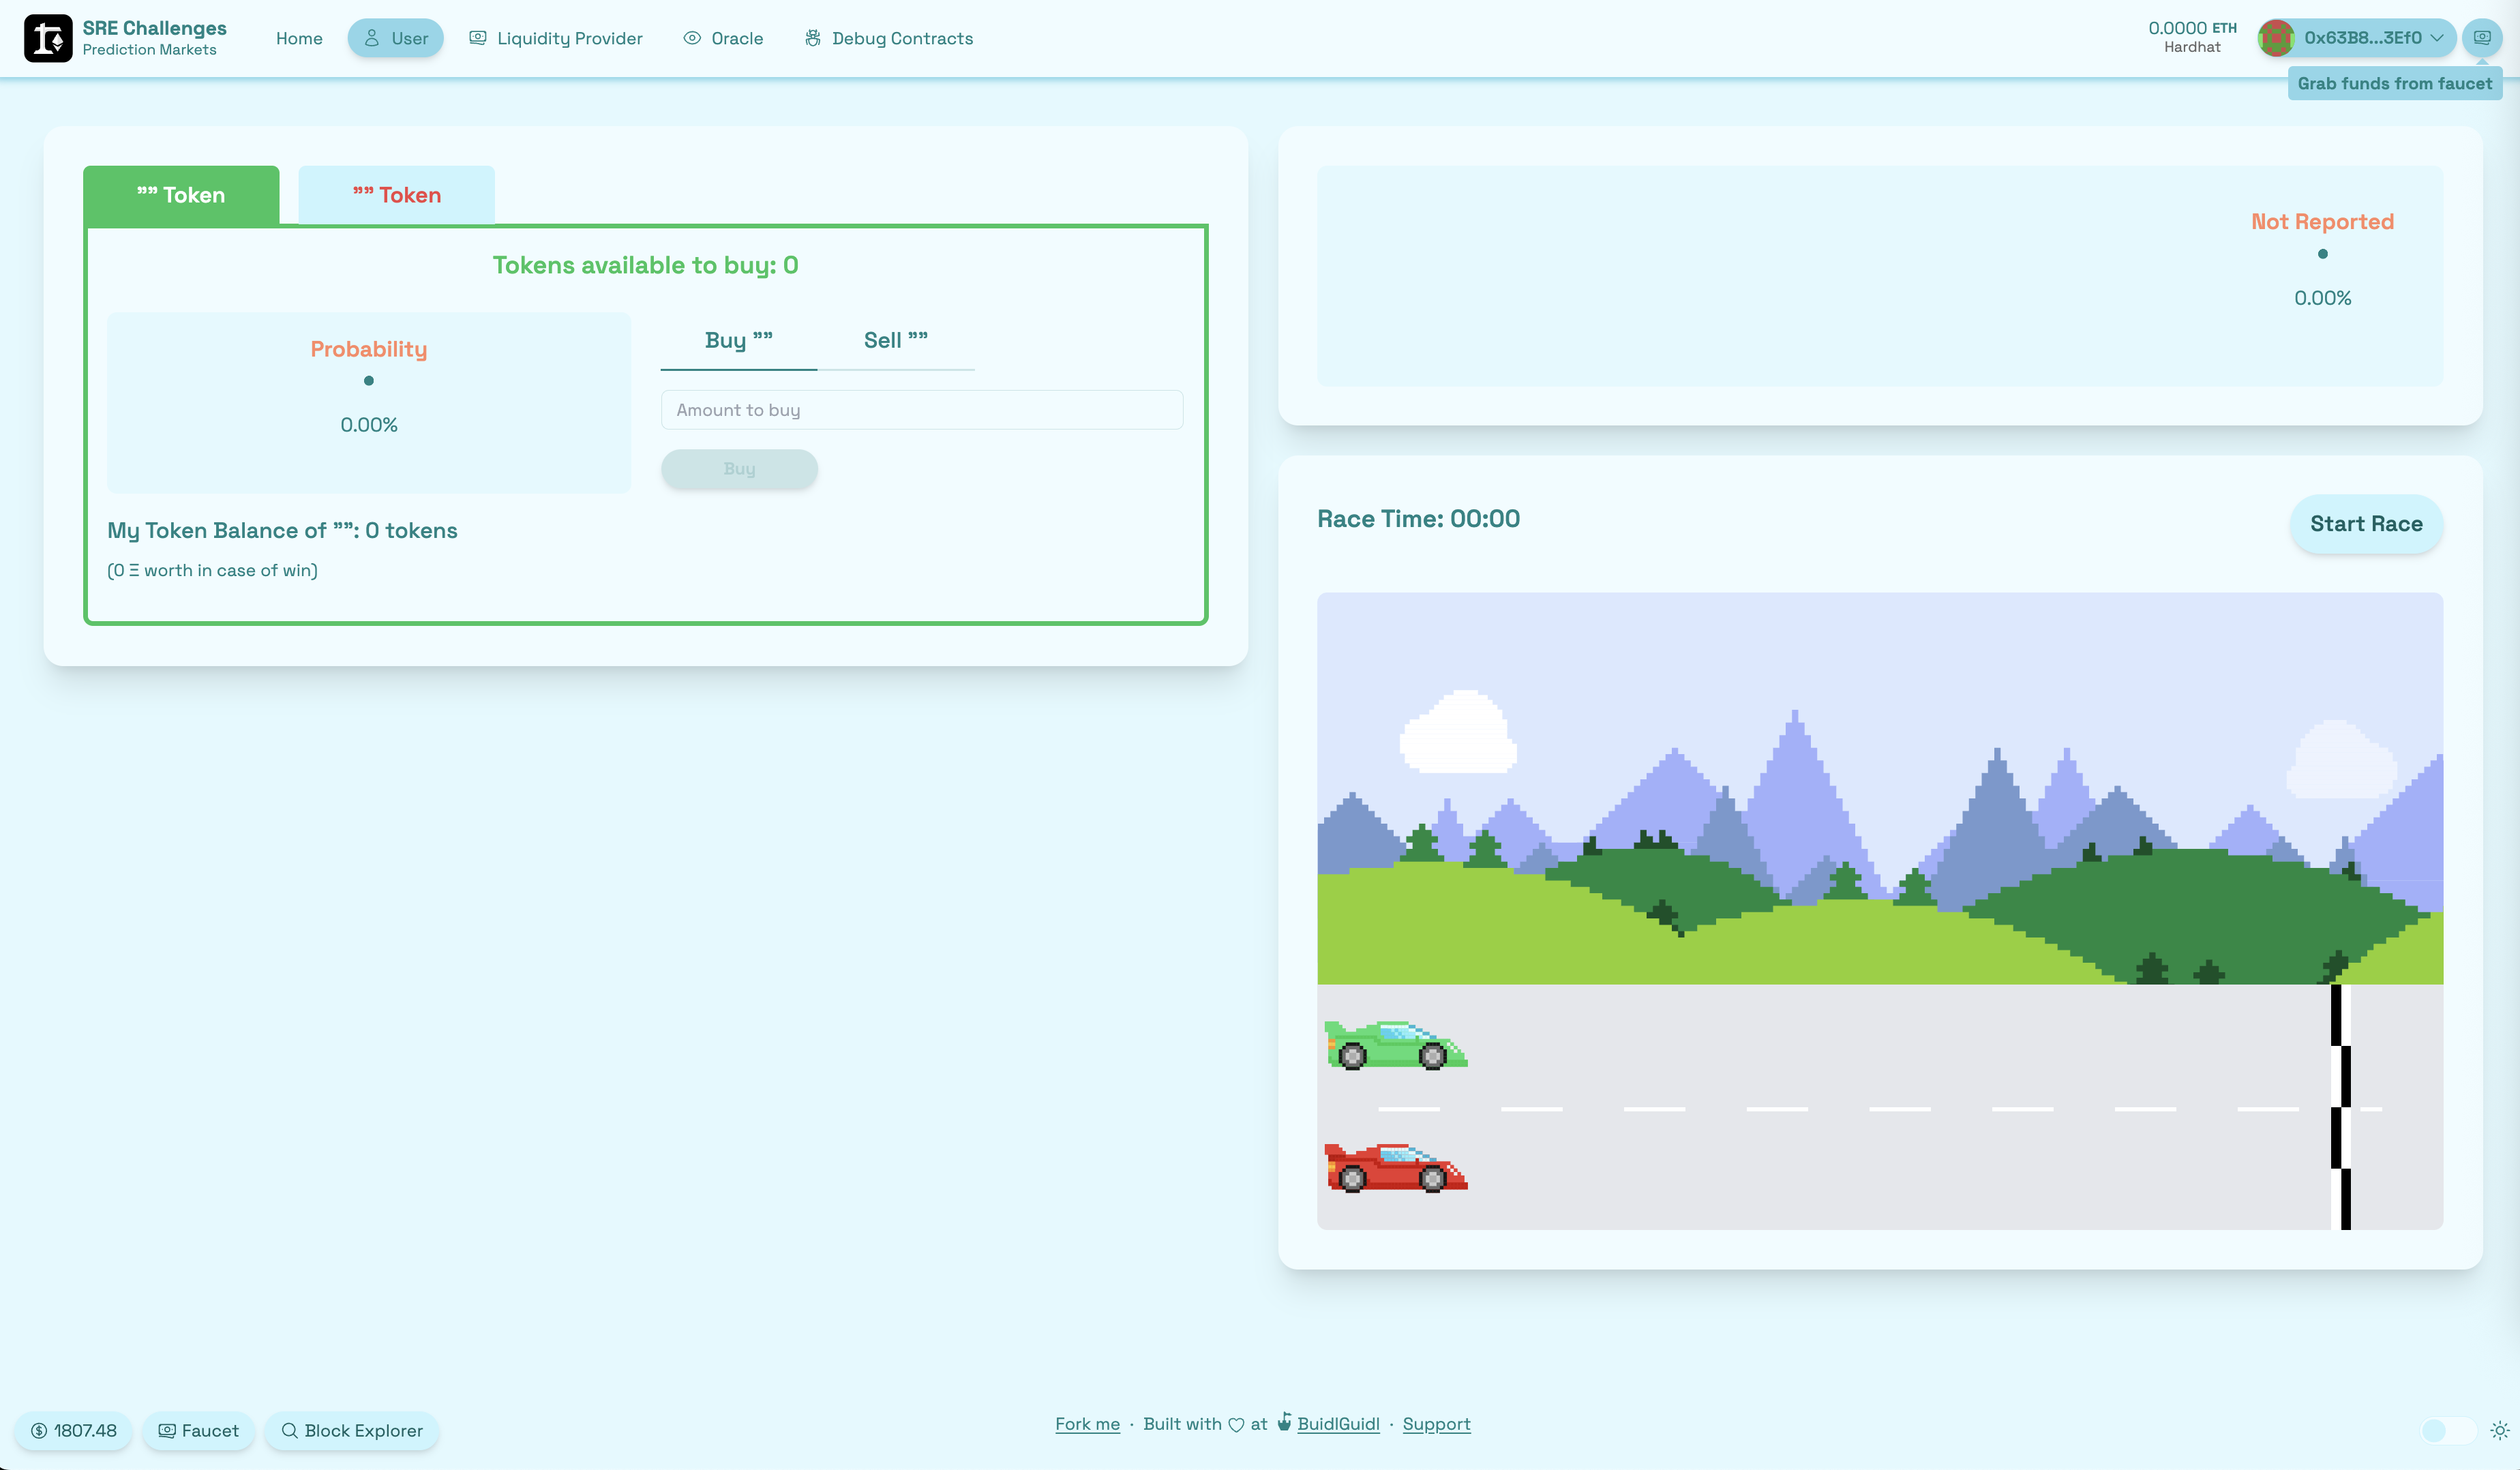 SRE Challenges
Prediction Markets
Home
User
Liquidity Provider
Oracle
Debug Contracts
0.0000 ETH
Hardhat
0x63B8...3Ef0
Grab funds from faucet
"" Token
"" Token
Tokens available to buy: 0
Probability
0.00%
Buy ""
Sell ""
Amount to buy
Buy
My Token Balance of "": 0 tokens
(0 Ξ worth in case of win)
Not Reported
0.00%
Race Time: 00:00
Start Race
1807.48
Faucet
Block Explorer
Fork me · Built with ♡ at BuidlGuidl · Support